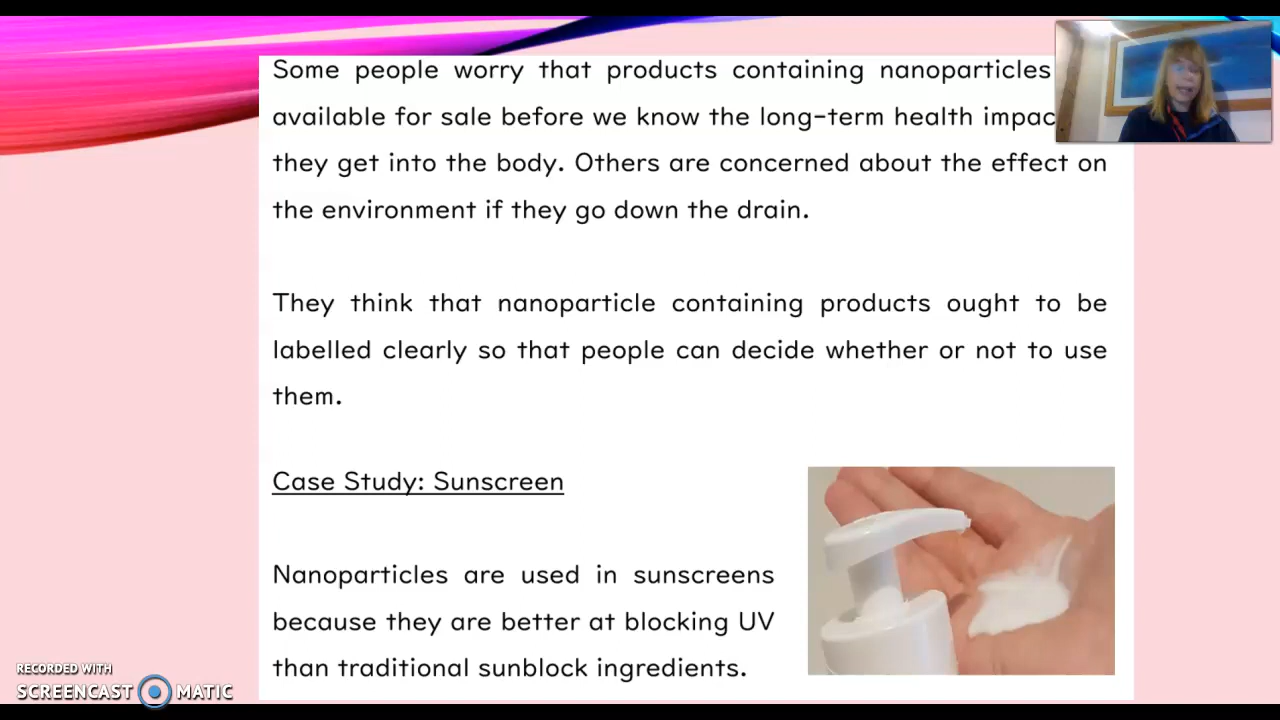 Some people worry that products containing nanoparticles
available for sale before we know the long-term health impac
they get into the body. Others are concerned about the effect on
the environment if they go down the drain.
They think that nanoparticle containing products ought to be
labelled clearly so that people can decide whether or not to use
them.
Case Study: Sunscreen
Nanoparticles are used in sunscreens
because they are better at blocking UV
than traditional sunblock ingredients.
RECORDED WITH
SCREENCAST MATIC